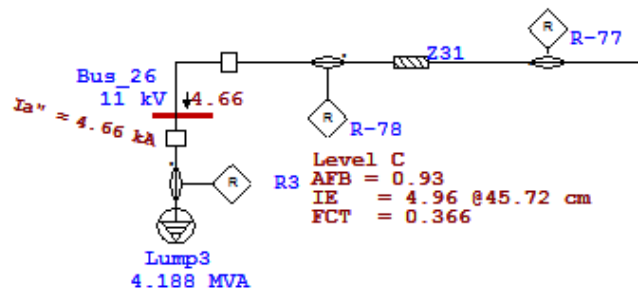 R
R-77
Z31
Bus_26
11 kV
4.66
Ia" = 4.66 kA
R
R-78
R
R3
Level C
AFB = 0.93
IE = 4.96 @45.72 cm
FCT = 0.366
Lump3
4.188 MVA